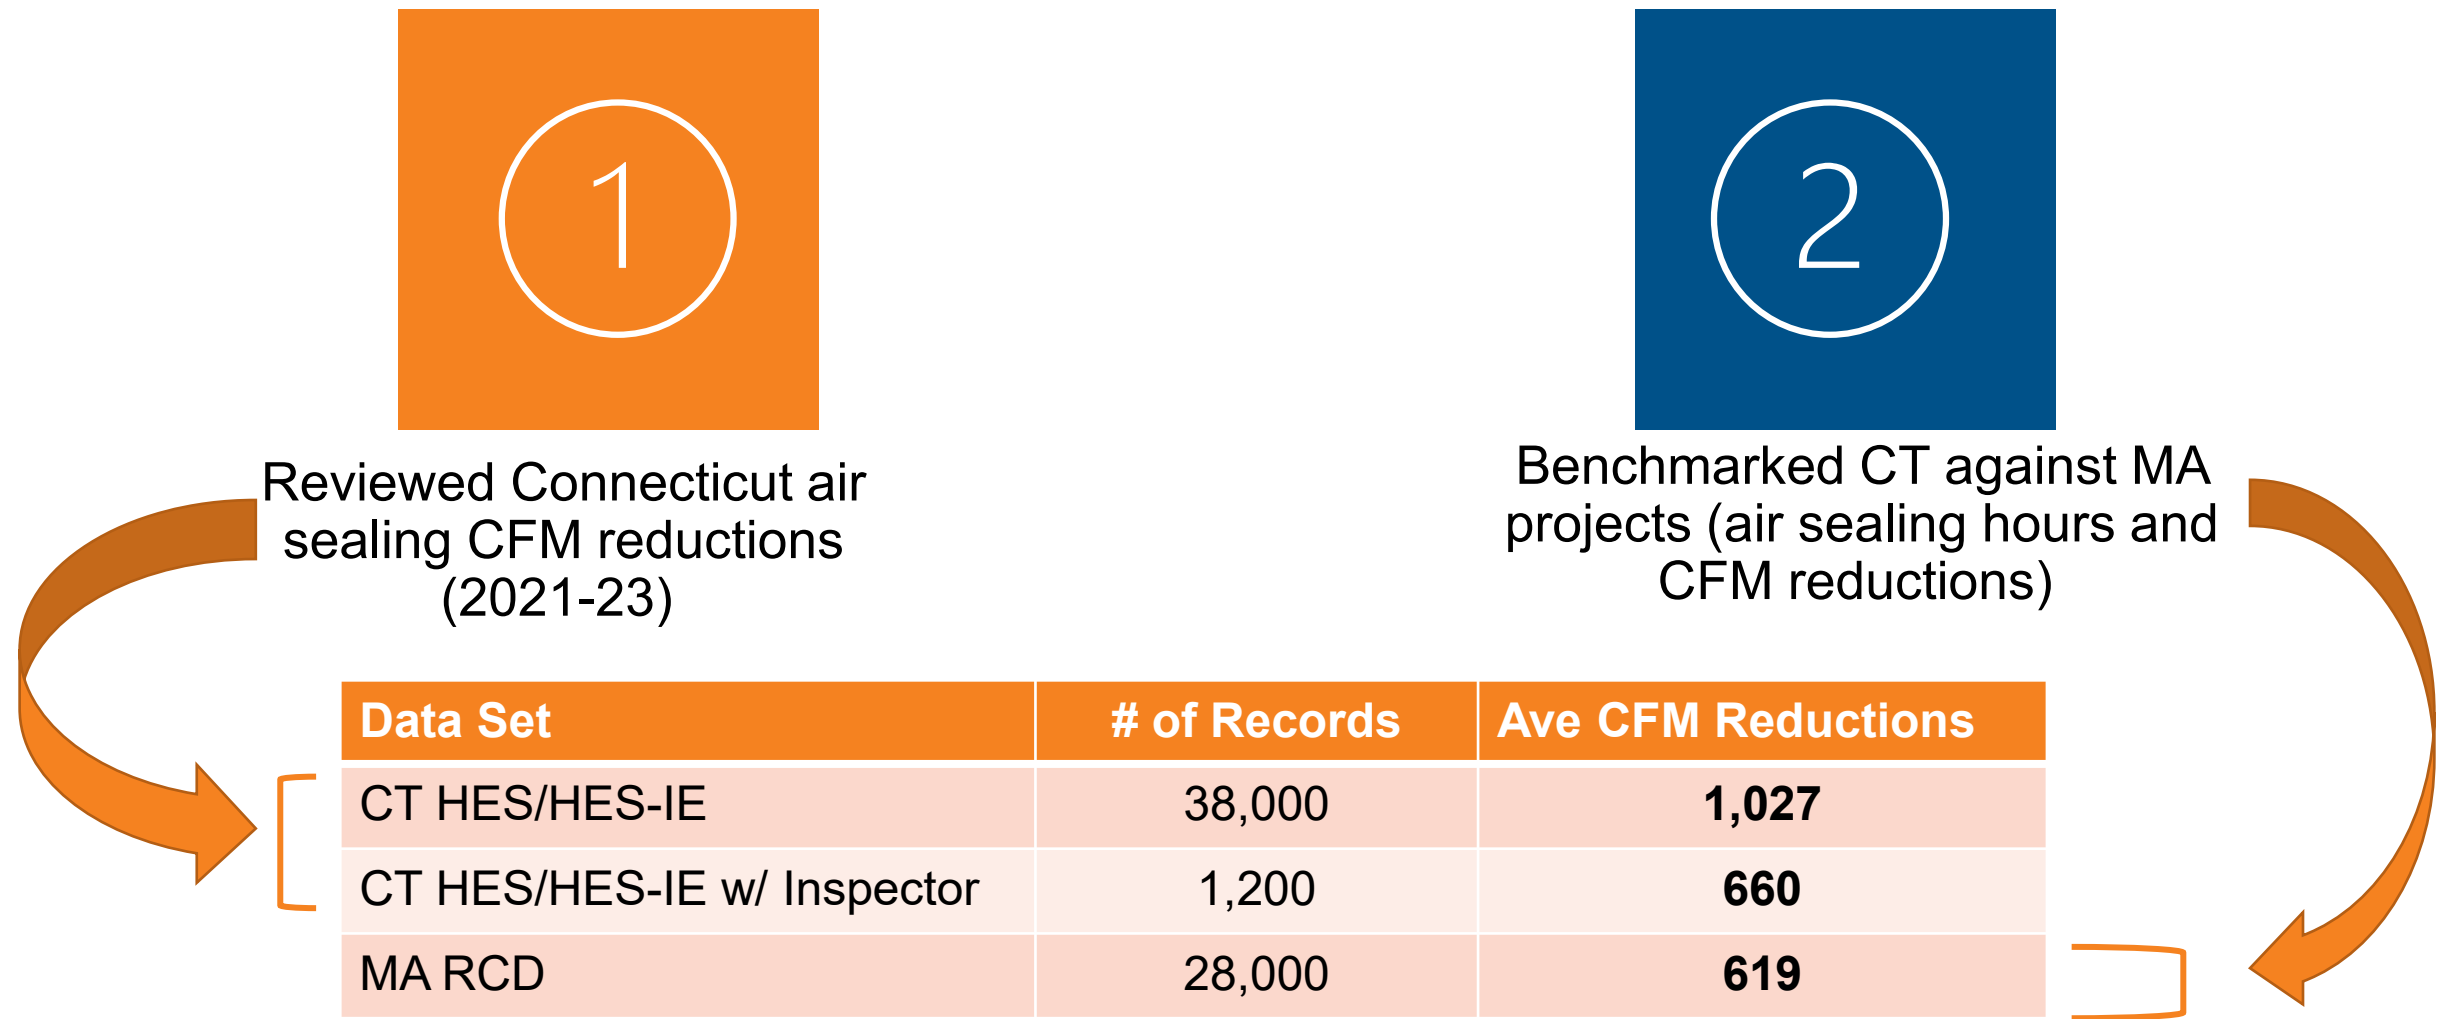 1
2
Reviewed Connecticut air
sealing CFM reductions
(2021-23)
Benchmarked CT against MA
projects (air sealing hours and
CFM reductions)
Data Set # of Records Ave CFM Reductions
CT HES/HES-IE 38,000 1,027
CT HES/HES-IE w/ Inspector 1,200 660
MA RCD 28,000 619